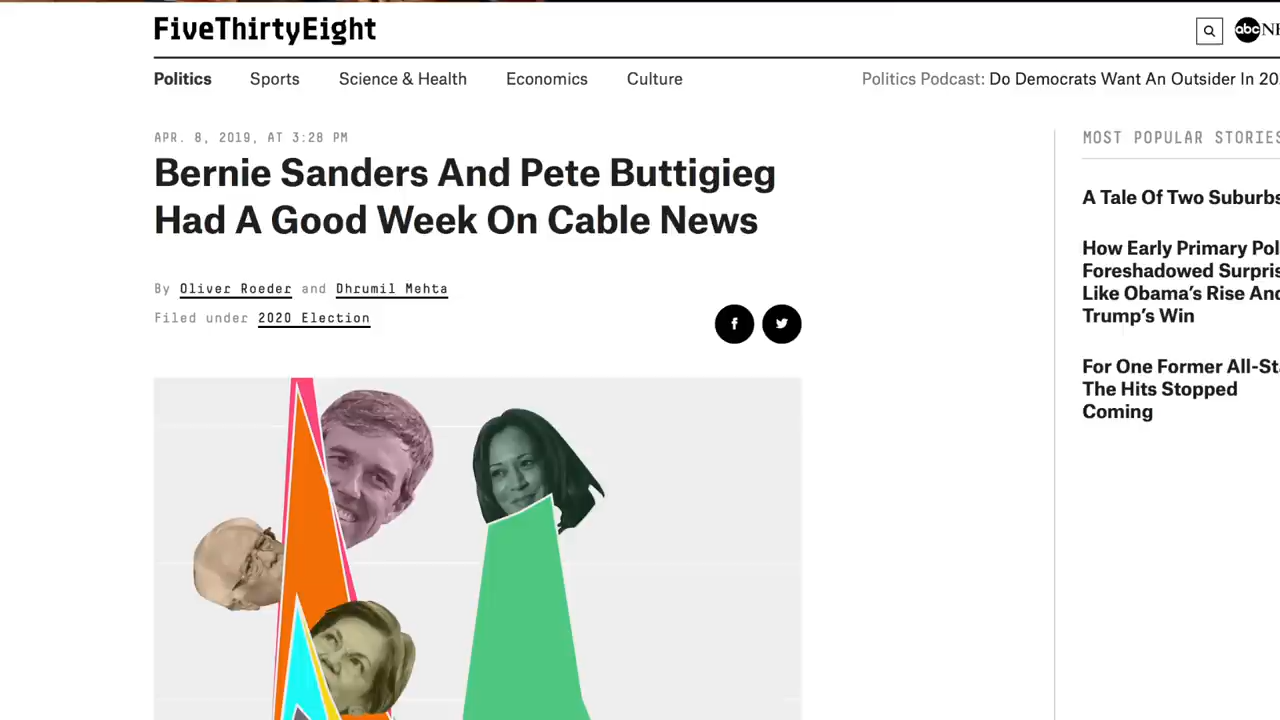 FiveThirtyEight
abc NE
Politics Sports Science & Health Economics Culture
Politics Podcast: Do Democrats Want An Outsider In 20
APR. 8, 2019, AT 3:28 PM
Bernie Sanders And Pete Buttigieg
Had A Good Week On Cable News
By Oliver Roeder and Dhrumil Mehta
Filed under 2020 Election
MOST POPULAR STORIES
A Tale Of Two Suburbs
How Early Primary Pol
Foreshadowed Surpris
Like Obama’s Rise And
Trump’s Win
For One Former All-Sta
The Hits Stopped
Coming